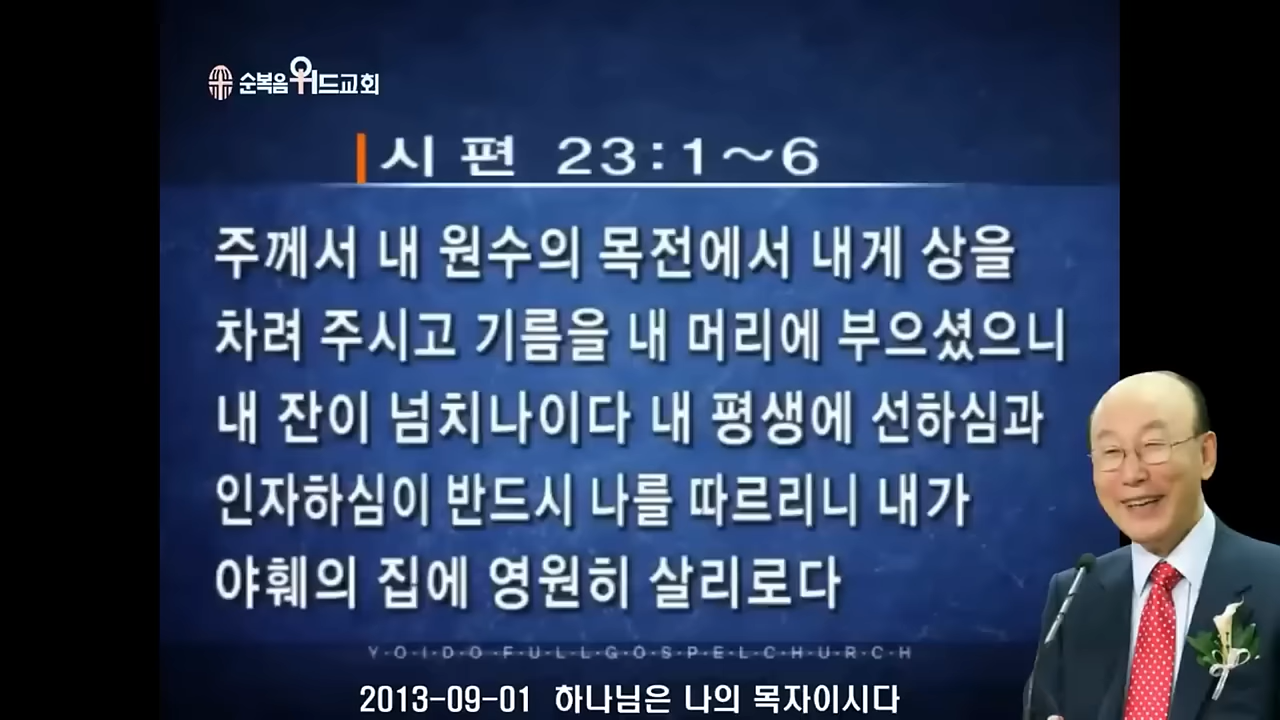 순복음워드교회
시 편 23:1~6
주께서 내 원수의 목전에서 내게 상을
차려 주시고 기름을 내 머리에 부으셨으니
내 잔이 넘치나이다 내 평생에 선하심과
인자하심이 반드시 나를 따르리니 내가
야훼의 집에 영원히 살리로다
Y·O·I·D·O·F·U·L·L·G·O·S·P·E·L·C·H·U·R·C·H
2013-09-01 하나님은 나의 목자이시다